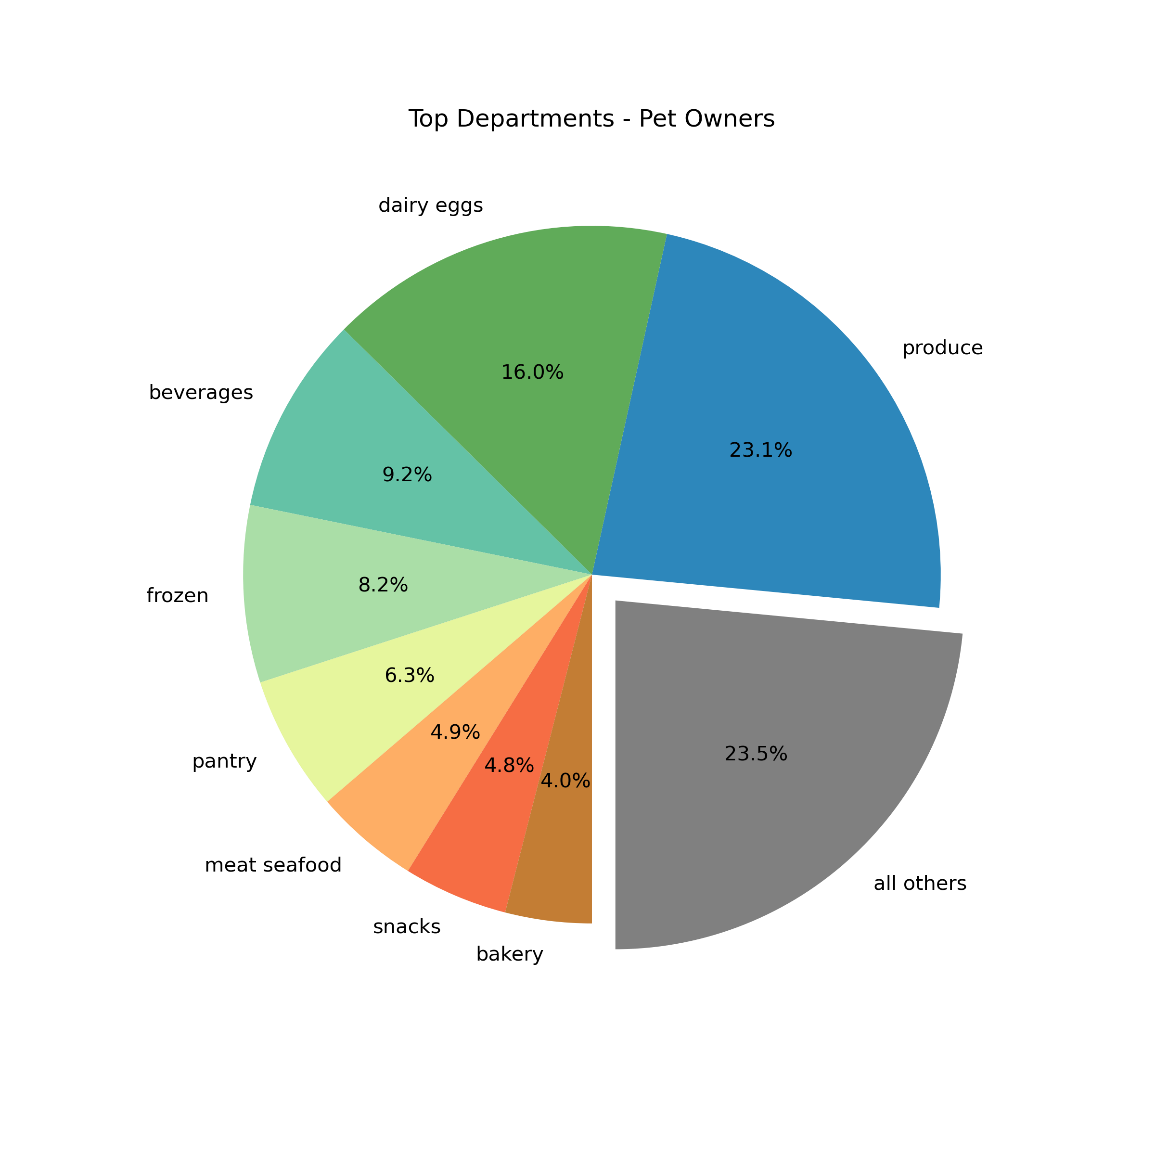 Top Departments - Pet Owners
dairy eggs
produce
beverages
16.0%
23.1%
9.2%
frozen
8.2%
6.3%
pantry
4.9%
4.8%
4.0%
23.5%
meat seafood
snacks
bakery
all others